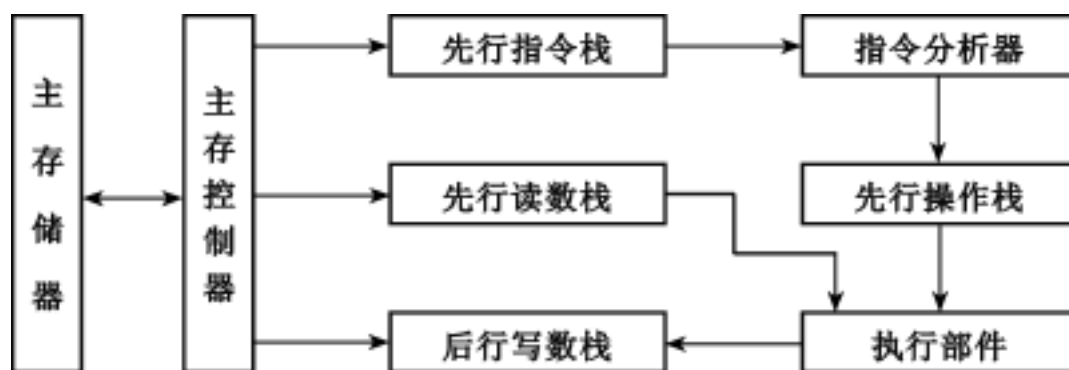 主存储器
主存控制器
先行指令栈
指令分析器
先行读数栈
先行操作栈
后行写数栈
执行部件